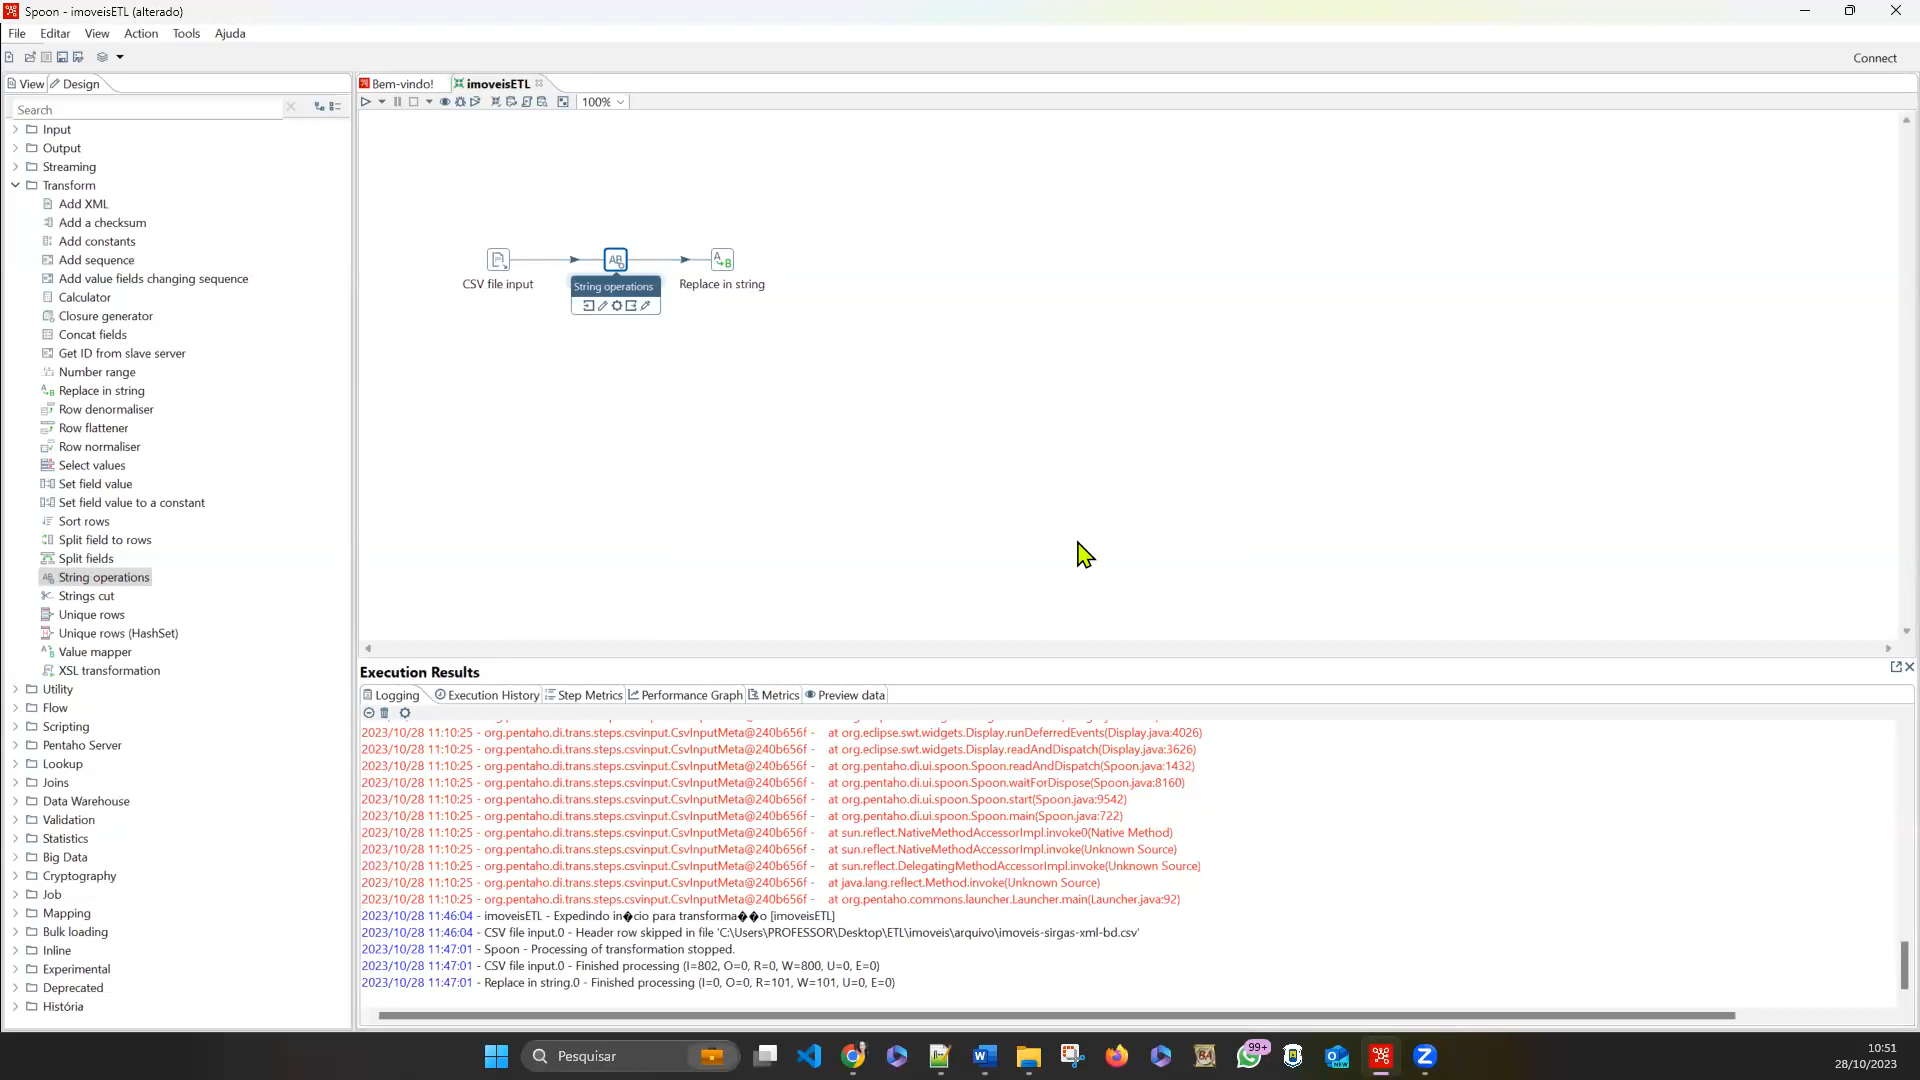 Spoon - imoveisETL (alterado)
File Editar View Action Tools Ajuda
Connect
View Design
Bem-vindo! imoveisETL
Search
100%
Input
Output
Streaming
Transform
Add XML
Add a checksum
Add constants
Add sequence
Add value fields changing sequence
Calculator
Closure generator
Concat fields
Get ID from slave server
Number range
Replace in string
Row denormaliser
Row flattener
Row normaliser
Select values
Set field value
Set field value to a constant
Sort rows
Split field to rows
Split fields
String operations
Strings cut
Unique rows
Unique rows (HashSet)
Value mapper
XSL transformation
Utility
Flow
Scripting
Pentaho Server
Lookup
Joins
Data Warehouse
Validation
Statistics
Big Data
Cryptography
Job
Mapping
Bulk loading
Inline
Experimental
Deprecated
História
CSV file input
String operations
Replace in string
Execution Results
Logging Execution History Step Metrics Performance Graph Metrics Preview data
2023/10/28 11:10:25 - org.pentaho.di.trans.steps.csvinput.CsvInputMeta@240b656f - at org.eclipse.swt.widgets.Display.runDeferredEvents(Display.java:4026)
2023/10/28 11:10:25 - org.pentaho.di.trans.steps.csvinput.CsvInputMeta@240b656f - at org.eclipse.swt.widgets.Display.readAndDispatch(Display.java:3626)
2023/10/28 11:10:25 - org.pentaho.di.trans.steps.csvinput.CsvInputMeta@240b656f - at org.pentaho.di.ui.spoon.Spoon.readAndDispatch(Spoon.java:1432)
2023/10/28 11:10:25 - org.pentaho.di.trans.steps.csvinput.CsvInputMeta@240b656f - at org.pentaho.di.ui.spoon.Spoon.waitForDispose(Spoon.java:8160)
2023/10/28 11:10:25 - org.pentaho.di.trans.steps.csvinput.CsvInputMeta@240b656f - at org.pentaho.di.ui.spoon.Spoon.start(Spoon.java:9542)
2023/10/28 11:10:25 - org.pentaho.di.trans.steps.csvinput.CsvInputMeta@240b656f - at org.pentaho.di.ui.spoon.Spoon.main(Spoon.java:722)
2023/10/28 11:10:25 - org.pentaho.di.trans.steps.csvinput.CsvInputMeta@240b656f - at sun.reflect.NativeMethodAccessorImpl.invoke0(Native Method)
2023/10/28 11:10:25 - org.pentaho.di.trans.steps.csvinput.CsvInputMeta@240b656f - at sun.reflect.NativeMethodAccessorImpl.invoke(Unknown Source)
2023/10/28 11:10:25 - org.pentaho.di.trans.steps.csvinput.CsvInputMeta@240b656f - at sun.reflect.DelegatingMethodAccessorImpl.invoke(Unknown Source)
2023/10/28 11:10:25 - org.pentaho.di.trans.steps.csvinput.CsvInputMeta@240b656f - at java.lang.reflect.Method.invoke(Unknown Source)
2023/10/28 11:10:25 - org.pentaho.di.trans.steps.csvinput.CsvInputMeta@240b656f - at org.pentaho.commons.launcher.Launcher.main(Launcher.java:92)
2023/10/28 11:46:04 - imoveisETL - Expedindo in�cio para transforma��o [imoveisETL]
2023/10/28 11:46:04 - CSV file input.0 - Header row skipped in file 'C:\Users\PROFESSOR\Desktop\ETL\imoveis\arquivo\imoveis-sirgas-xml-bd.csv'
2023/10/28 11:47:01 - Spoon - Processing of transformation stopped.
2023/10/28 11:47:01 - CSV file input.0 - Finished processing (I=802, O=0, R=0, W=800, U=0, E=0)
2023/10/28 11:47:01 - Replace in string.0 - Finished processing (I=0, O=0, R=101, W=101, U=0, E=0)
Pesquisar
99+
NEW
10:51
28/10/2023